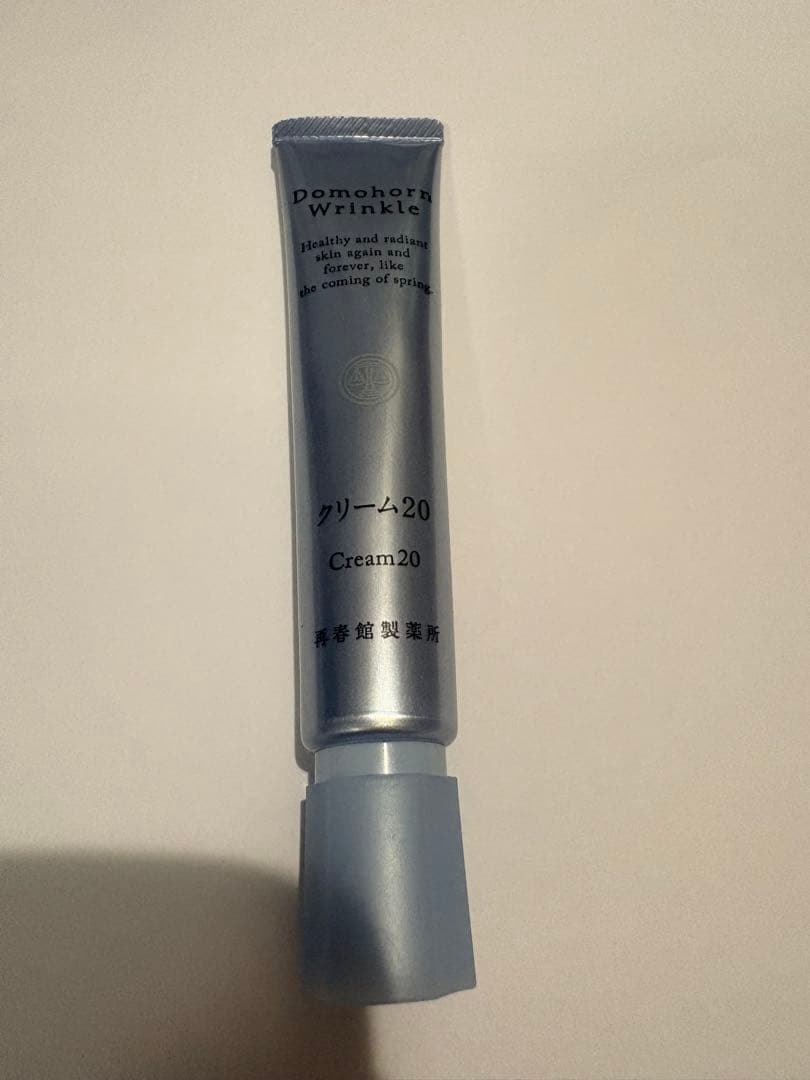 Domohorn
Wrinkle
Healthy and radiant
skin again and
forever, like
the coming of spring.
クリーム20
Cream20
再春館製薬所